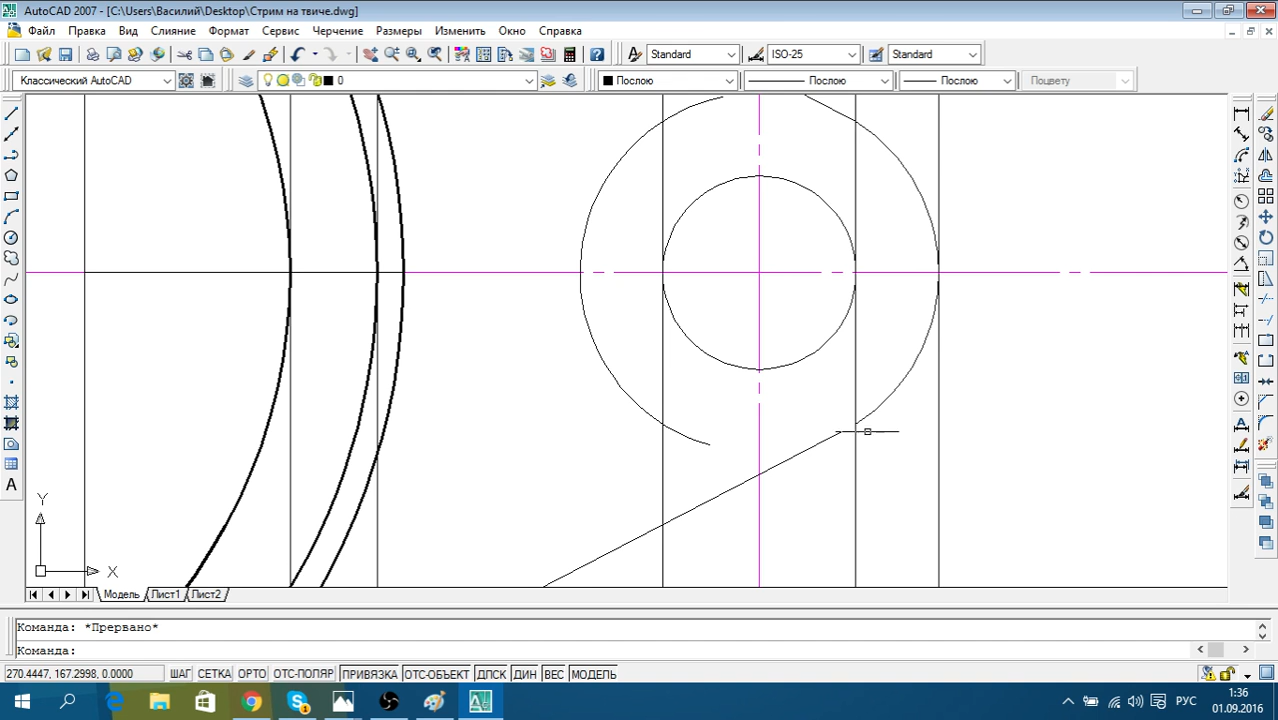 AutoCAD 2007 - [C:\Users\Василий\Desktop\Стрим на твиче.dwg]
Файл Правка Вид Слияние Формат Сервис Черчение Размеры Изменить Окно Справка
Standard ISO-25 Standard
Классический AutoCAD 0 Послою Послою Послою Поцвету
A
Y
X
Модель Лист1 Лист2
Команда: *Прервано*
Команда:
270.4447, 167.2998, 0.0000 ШАГ СЕТКА ОРТО ОТС-ПОЛЯР ПРИВЯЗКА ОТС-ОБЪЕКТ ДПСК ДИН ВЕС МОДЕЛЬ
РУС
1:36
01.09.2016